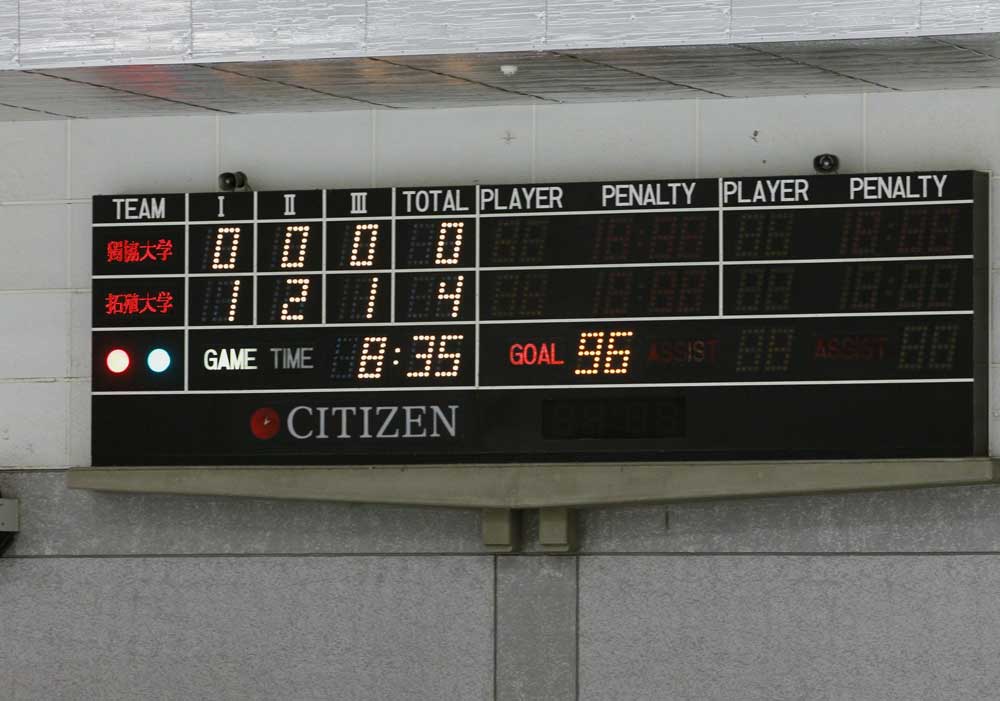 TEAM I II III TOTAL PLAYER PENALTY PLAYER PENALTY
獨協大学 0 0 0 0
拓殖大学 1 2 1 4
GAME TIME 8:35 GOAL 96 ASSIST ASSIST
CITIZEN